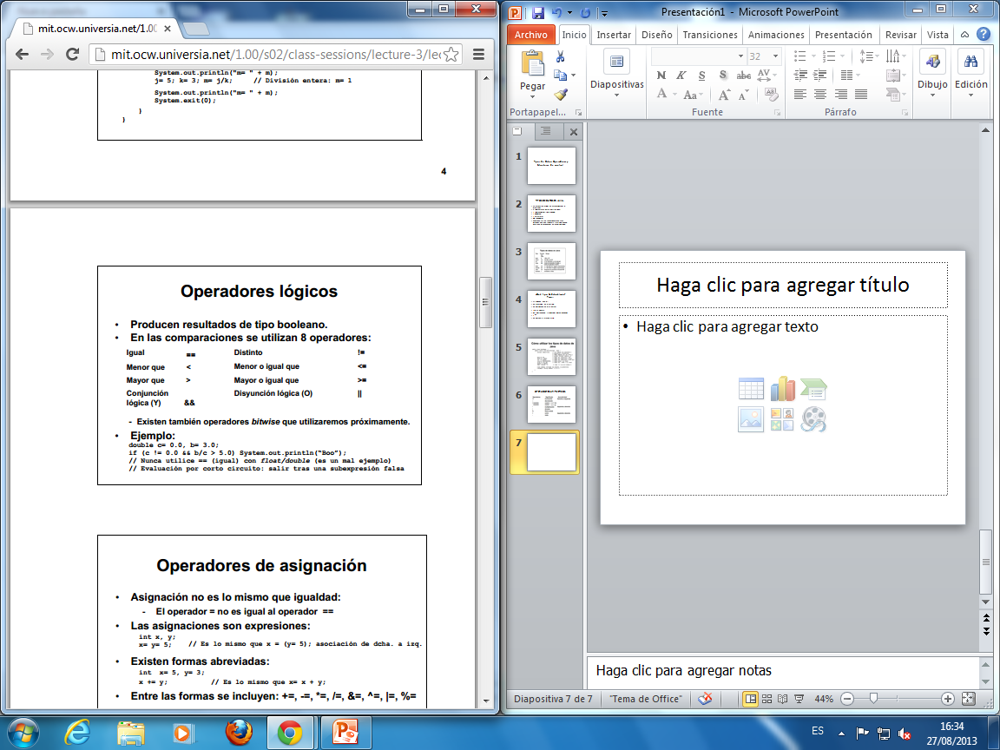 mit.ocw.universia.net/1.00
mit.ocw.universia.net/1.00/s02/class-sessions/lecture-3/le
System.out.println("m= " + m);
j= 5; k= 3; m= j/k; // División entera: m= 1
System.out.println("m= " + m);
System.exit(0);
}
}
4
Operadores lógicos
• Producen resultados de tipo booleano.
• En las comparaciones se utilizan 8 operadores:
Igual == Distinto !=
Menor que < Menor o igual que <=
Mayor que > Mayor o igual que >=
Conjunción Disyunción lógica (O) ||
lógica (Y) &&
- Existen también operadores bitwise que utilizaremos próximamente.
• Ejemplo:
double c= 0.0, b= 3.0;
if (c != 0.0 && b/c > 5.0) System.out.println("Boo");
// Nunca utilice == (igual) con float/double (es un mal ejemplo)
// Evaluación por corto circuito: salir tras una subexpresión falsa
Operadores de asignación
• Asignación no es lo mismo que igualdad:
- El operador = no es igual al operador ==
• Las asignaciones son expresiones:
int x, y;
x= y= 5; // Es lo mismo que x = (y= 5); asociación de dcha. a izq.
• Existen formas abreviadas:
int x= 5, y= 3;
x += y; // Es lo mismo que x= x + y;
• Entre las formas se incluyen: +=, -=, *=, /=, &=, ^=, |=, %=
Presentación1 - Microsoft PowerPoint
Archivo Inicio Insertar Diseño Transiciones Animaciones Presentación Revisar Vista
32
Pegar Diapositivas N K S S abc AV Dibujo Edición
A Aa A A
Portapapel... Fuente Párrafo
1
2
3
4
5
6
7
Haga clic para agregar título
• Haga clic para agregar texto
Haga clic para agregar notas
Diapositiva 7 de 7 "Tema de Office" 44%
ES 16:34
27/08/2013